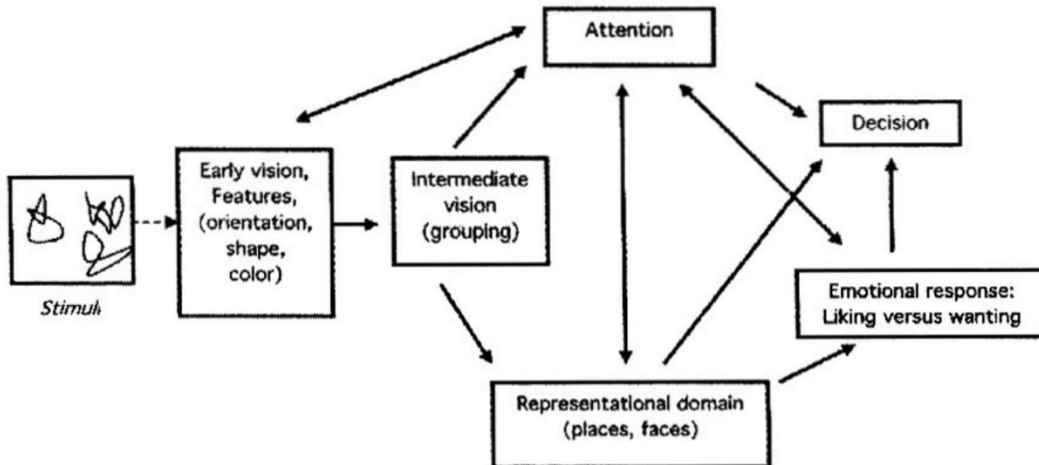 Attention
Decision
Early vision,
Features,
(orientation,
shape,
color)
Intermediate
vision
(grouping)
Stimuli
Emotional response:
Liking versus wanting
Representational domain
(places, faces)